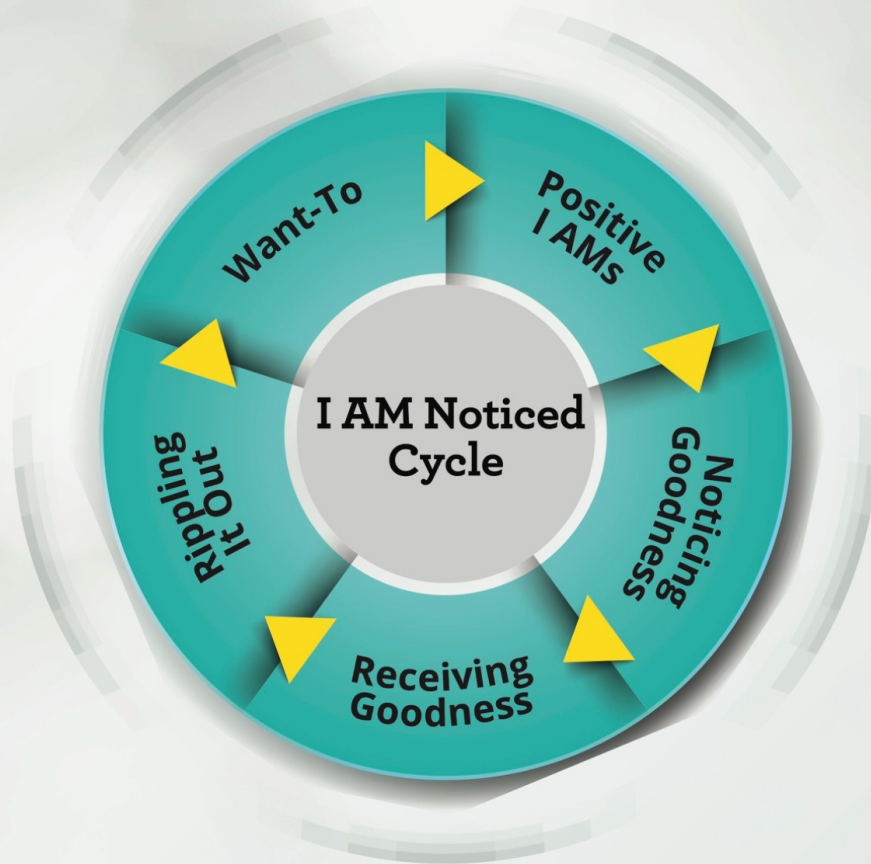 I AM Noticed
Cycle
Positive
I AMs
Noticing
Goodness
Receiving
Goodness
Rippling
It Out
Want-To